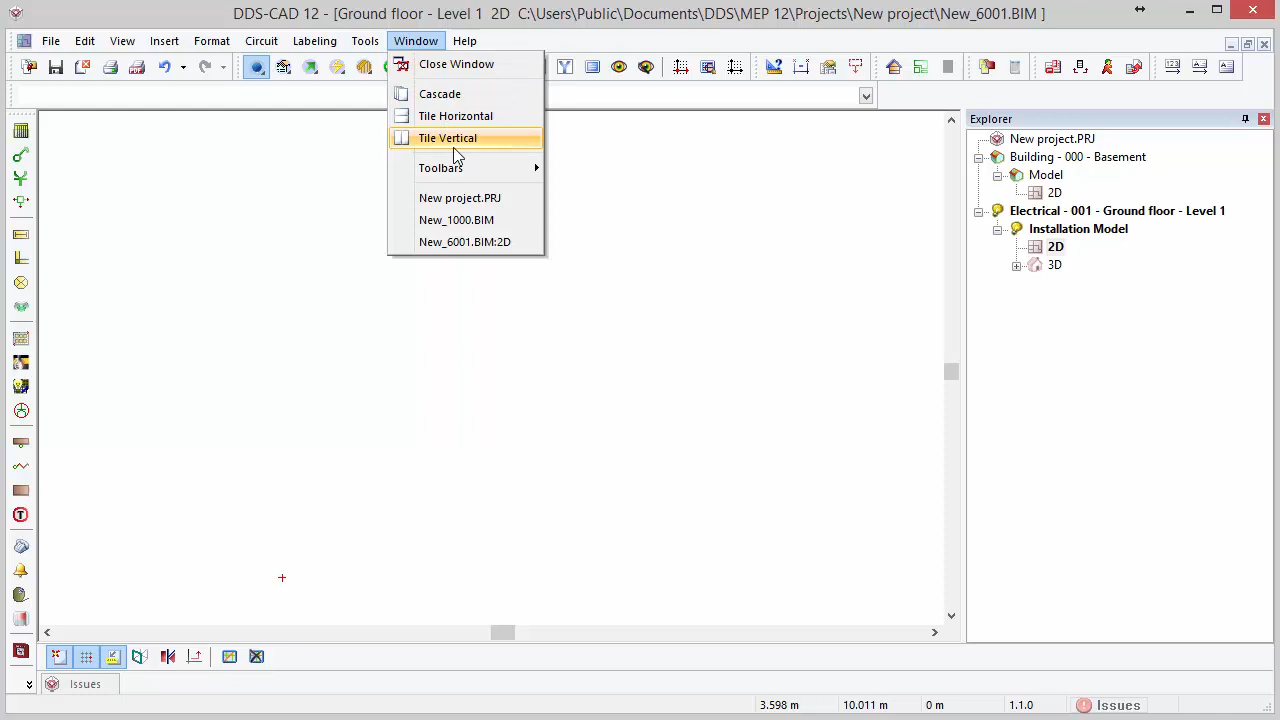 DDS-CAD 12 - [Ground floor - Level 1  2D  C:\Users\Public\Documents\DDS\MEP 12\Projects\New project\New_6001.BIM ]
File Edit View Insert Format Circuit Labeling Tools Window Help
Close Window
Cascade
Tile Horizontal
Tile Vertical
Toolbars
New project.PRJ
New_1000.BIM
New_6001.BIM:2D
Explorer
New project.PRJ
Building - 000 - Basement
Model
2D
Electrical - 001 - Ground floor - Level 1
Installation Model
2D
3D
Issues
3.598 m 10.011 m 0 m 1.1.0 Issues